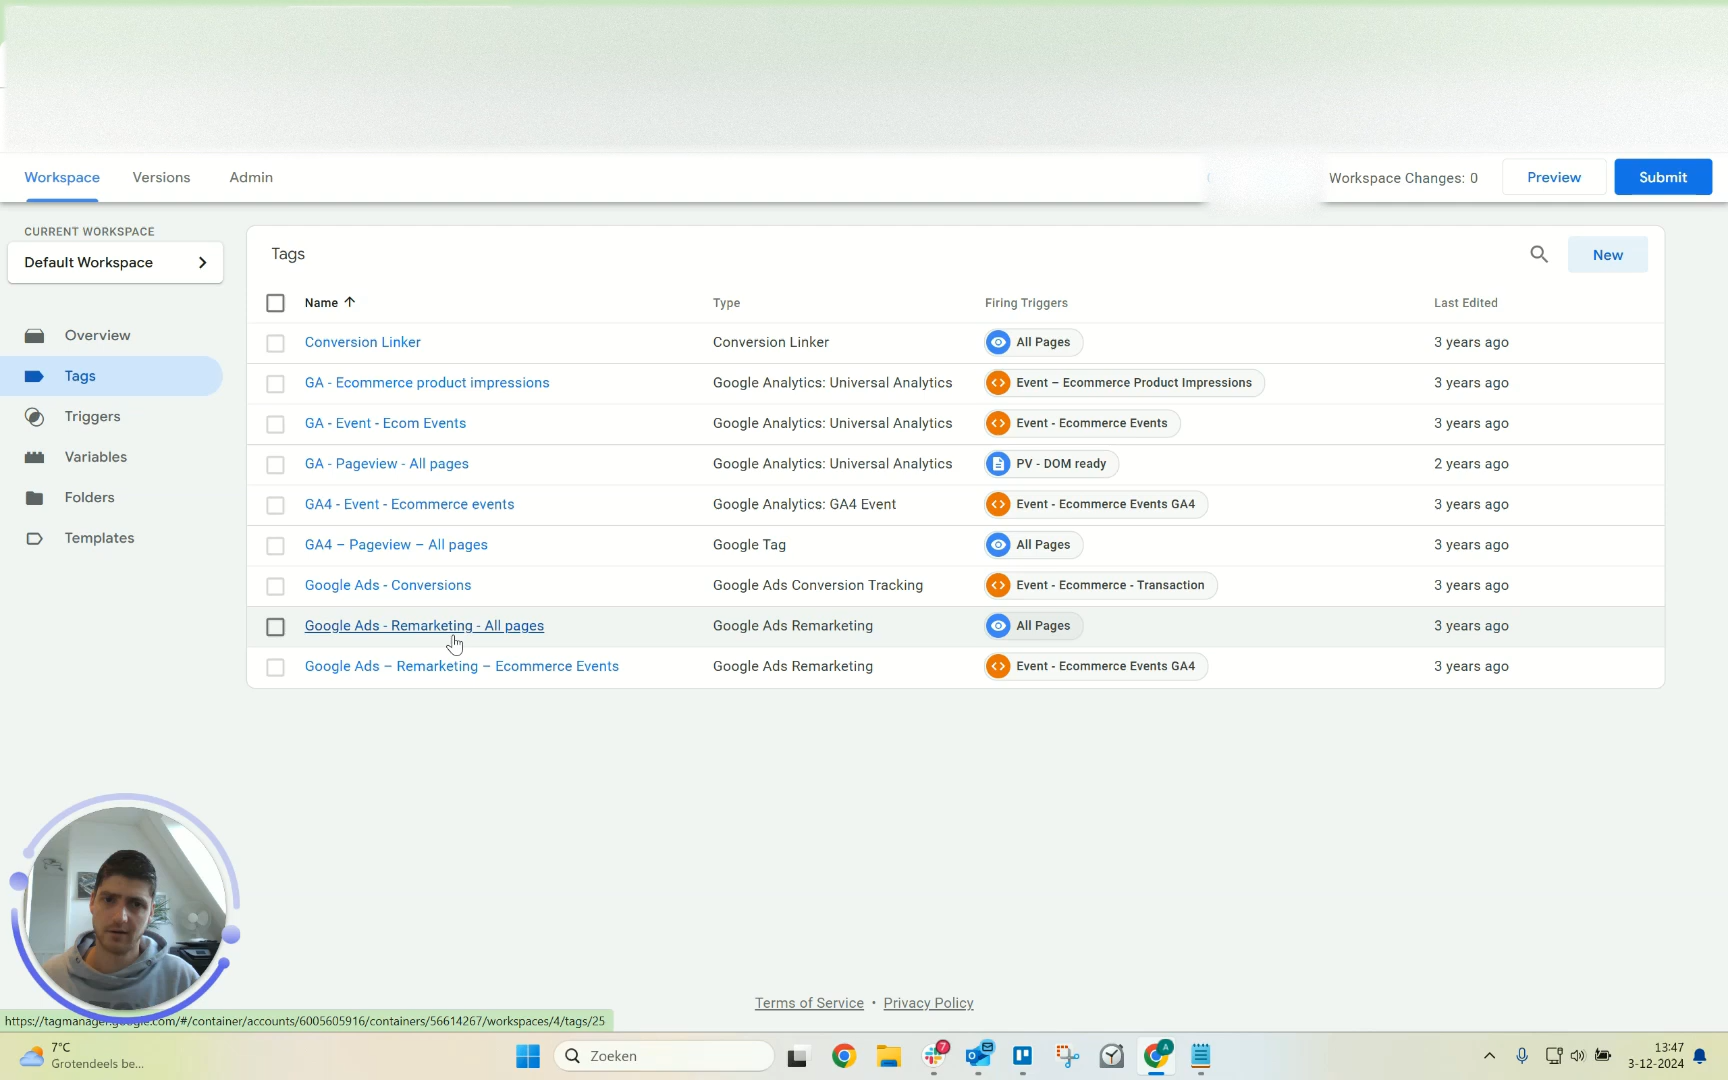 Workspace Versions Admin Workspace Changes: 0 Preview Submit
CURRENT WORKSPACE
Default Workspace
Overview
Tags
Triggers
Variables
Folders
Templates
Tags New
Name Type Firing Triggers Last Edited
Conversion Linker Conversion Linker All Pages 3 years ago
GA - Ecommerce product impressions Google Analytics: Universal Analytics Event – Ecommerce Product Impressions 3 years ago
GA - Event - Ecom Events Google Analytics: Universal Analytics Event - Ecommerce Events 3 years ago
GA - Pageview - All pages Google Analytics: Universal Analytics PV - DOM ready 2 years ago
GA4 - Event - Ecommerce events Google Analytics: GA4 Event Event - Ecommerce Events GA4 3 years ago
GA4 – Pageview – All pages Google Tag All Pages 3 years ago
Google Ads - Conversions Google Ads Conversion Tracking Event - Ecommerce - Transaction 3 years ago
Google Ads - Remarketing - All pages Google Ads Remarketing All Pages 3 years ago
Google Ads – Remarketing – Ecommerce Events Google Ads Remarketing Event - Ecommerce Events GA4 3 years ago
Terms of Service • Privacy Policy
https://tagmanager.google.com/#/container/accounts/6005605916/containers/56614267/workspaces/4/tags/25
7°C
Grotendeels be...
Zoeken
7
A
13:47
3-12-2024